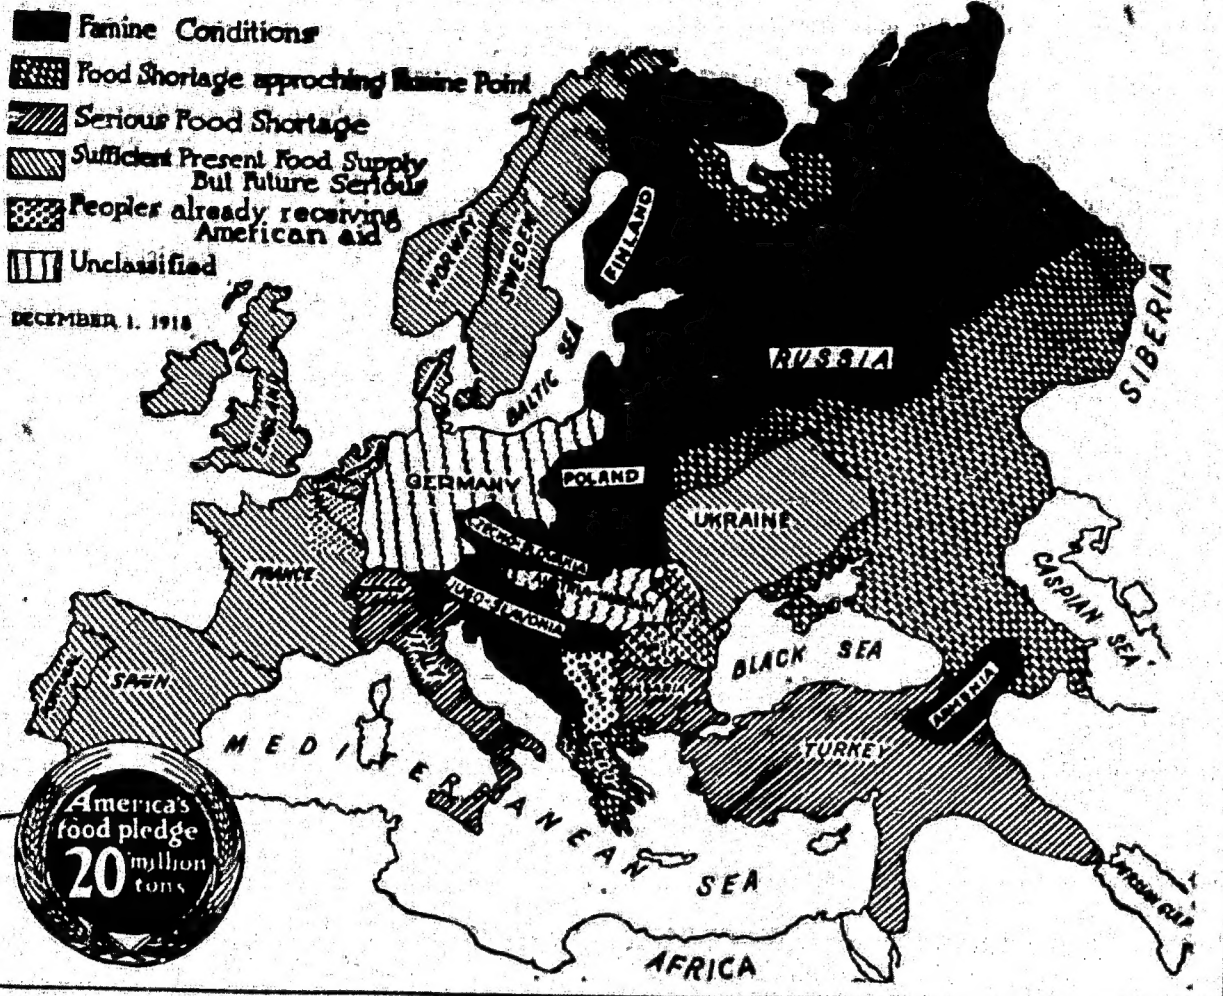 Famine Conditions
Food Shortage approching Famine Point
Serious Food Shortage
Sufficient Present Food Supply
But Future Serious
Peoples already receiving
American aid
Unclassified
DECEMBER 1. 1918
NORWAY
SWEDEN
FINLAND
BALTIC SEA
RUSSIA
SIBERIA
ENGLAND
GERMANY
POLAND
UKRAINE
FRANCE
JUGO-SLAVONIA
CASPIAN SEA
BLACK SEA
PORTUGAL
SPAIN
ITALY
ARMENIA
TURKEY
MEDITERRANEAN SEA
AFRICA
America's
food pledge
20 million
tons